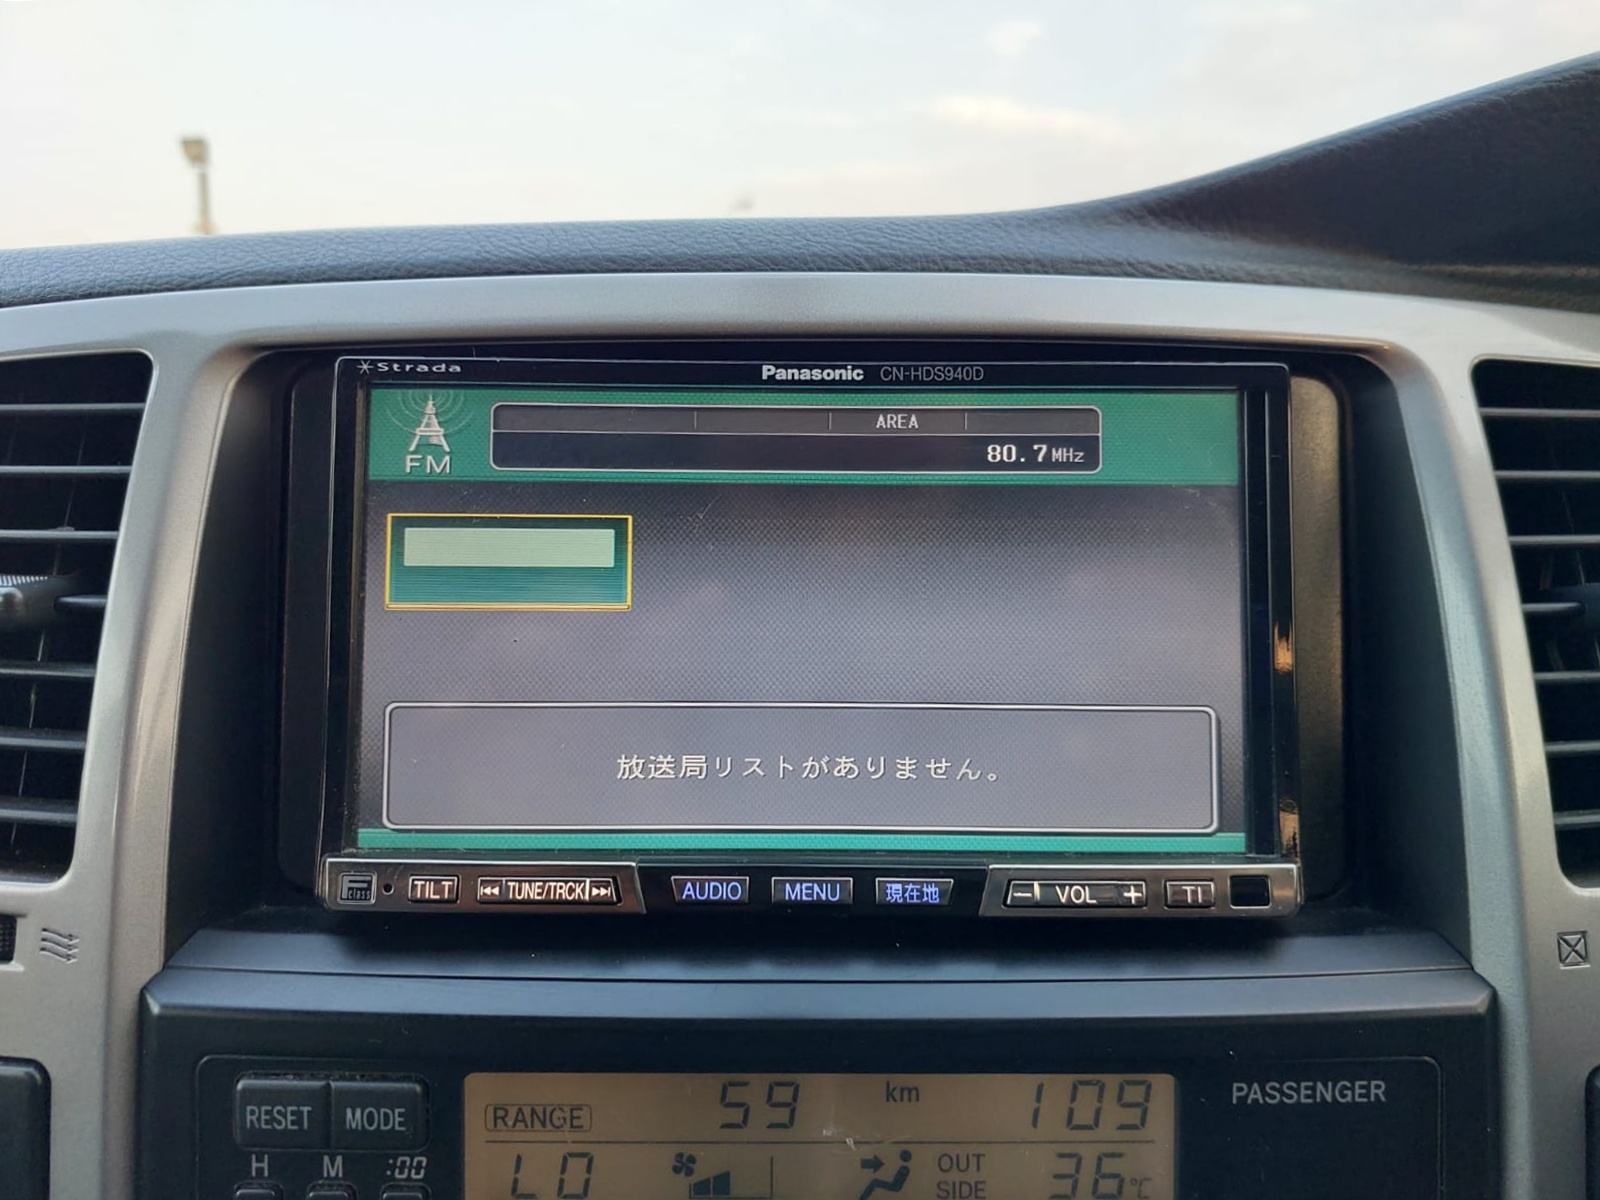 Strada
Panasonic CN-HDS940D
FM
AREA
80.7MHz
放送局リストがありません。
F class
TILT TUNE/TRCK AUDIO MENU 現在地 − VOL + TI
RESET MODE
H M :00
RANGE 59 km 109
LO OUT SIDE 36℃
PASSENGER